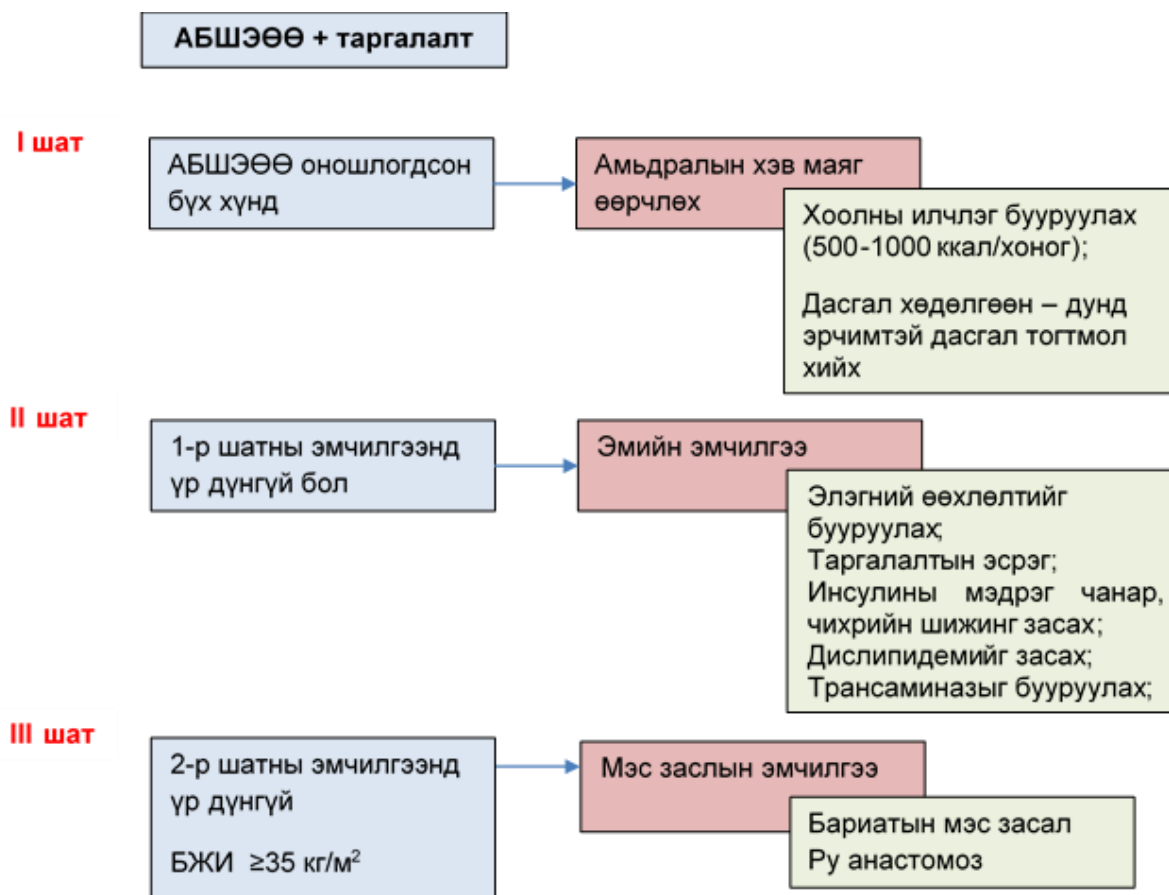 АБШЭӨӨ + таргалалт
I шат
АБШЭӨӨ оношлогдсон
бүх хүнд
Амьдралын хэв маяг
өөрчлөх
Хоолны илчлэг бууруулах
(500-1000 ккал/хоног);
Дасгал хөдөлгөөн – дунд
эрчимтэй дасгал тогтмол
хийх
II шат
1-р шатны эмчилгээнд
үр дүнгүй бол
Эмийн эмчилгээ
Элэгний өөхлөлтийг
бууруулах;
Таргалалтын эсрэг;
Инсулины мэдрэг чанар,
чихрийн шижинг засах;
Дислипидемийг засах;
Трансаминазыг бууруулах;
III шат
2-р шатны эмчилгээнд
үр дүнгүй
БЖИ ≥35 кг/м²
Мэс заслын эмчилгээ
Бариатын мэс засал
Ру анастомоз